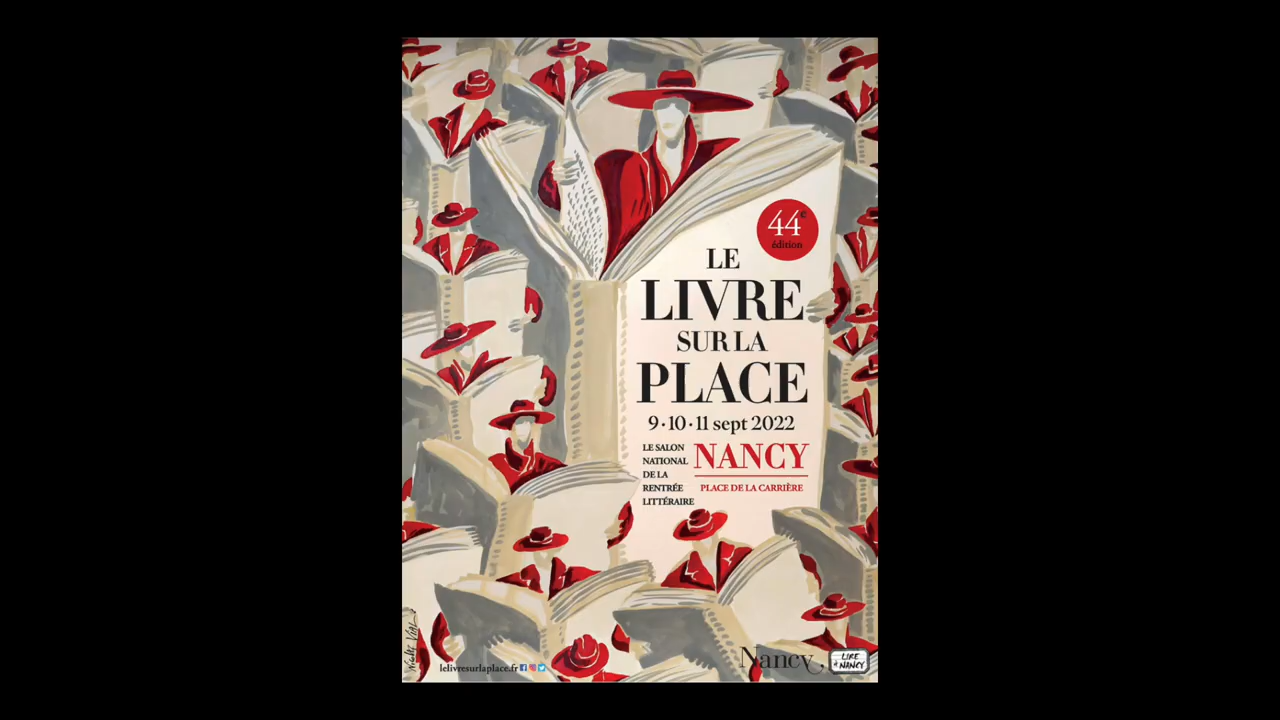 44e
édition
LE
LIVRE
SUR LA
PLACE
9•10•11 sept 2022
LE SALON
NATIONAL
DE LA
RENTRÉE
LITTÉRAIRE
NANCY
PLACE DE LA CARRIÈRE
lelivresurlaplace.fr
Nancy,
LIRE
à NANCY